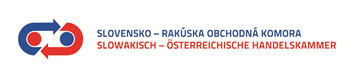 SLOVENSKO – RAKÚSKA OBCHODNÁ KOMORA
SLOWAKISCH – ÖSTERREICHISCHE HANDELSKAMMER